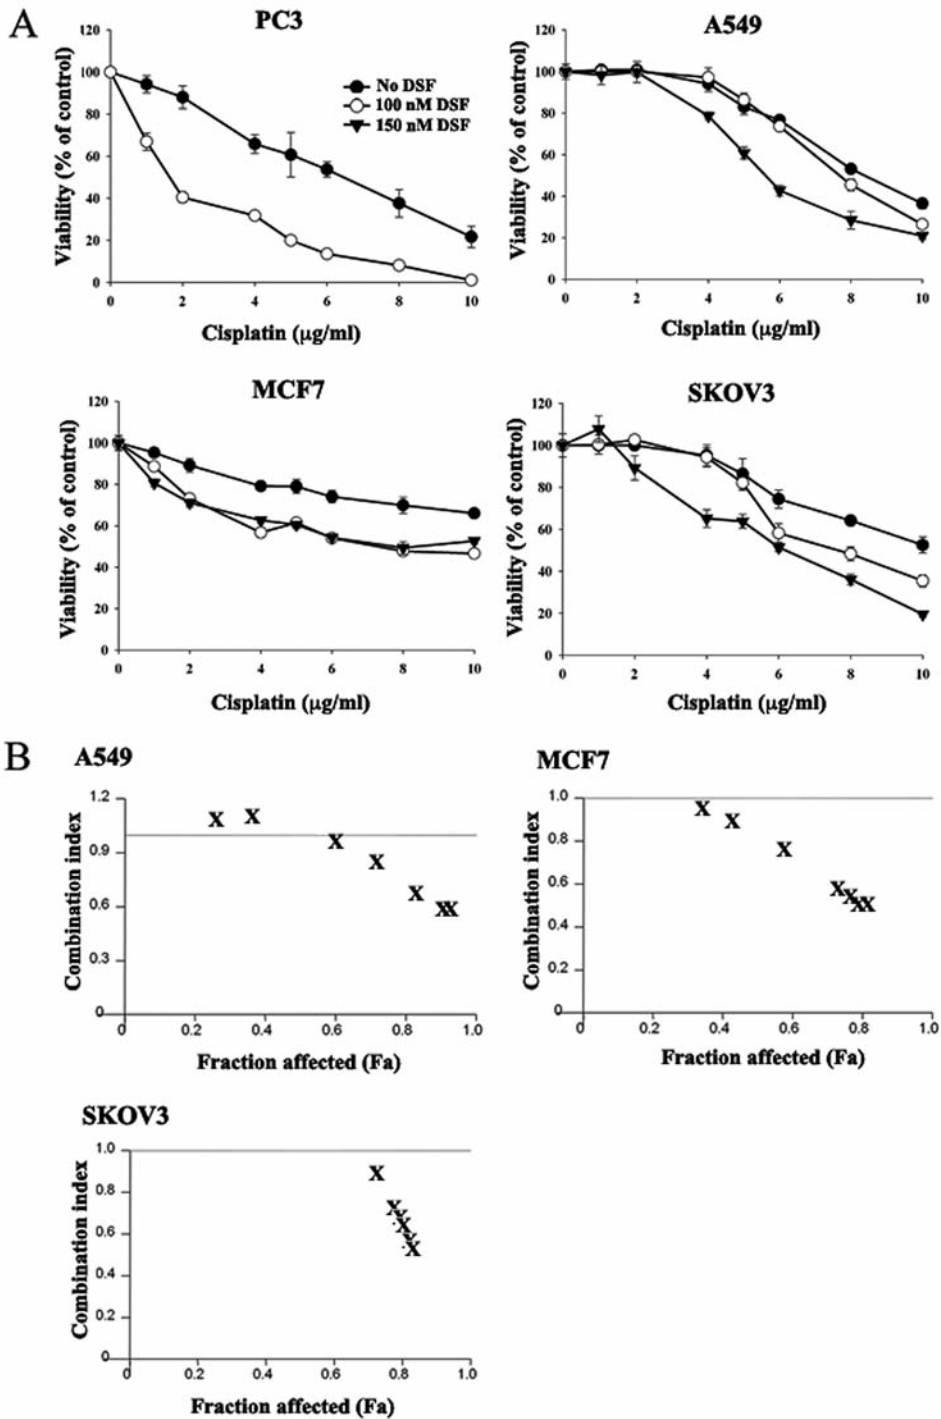 A
PC3
Viability (% of control)
120
100
80
60
40
20
0
No DSF
100 nM DSF
150 nM DSF
0 2 4 6 8 10
Cisplatin (μg/ml)
A549
Viability (% of control)
120
100
80
60
40
20
0
0 2 4 6 8 10
Cisplatin (μg/ml)
MCF7
Viability (% of control)
120
100
80
60
40
20
0
0 2 4 6 8 10
Cisplatin (μg/ml)
SKOV3
Viability (% of control)
120
100
80
60
40
20
0
0 2 4 6 8 10
Cisplatin (μg/ml)
B
A549
Combination index
1.2
0.9
0.6
0.3
0
0 0.2 0.4 0.6 0.8 1.0
Fraction affected (Fa)
MCF7
Combination index
1.0
0.8
0.6
0.4
0.2
0
0 0.2 0.4 0.6 0.8 1.0
Fraction affected (Fa)
SKOV3
Combination index
1.0
0.8
0.6
0.4
0.2
0
0 0.2 0.4 0.6 0.8 1.0
Fraction affected (Fa)